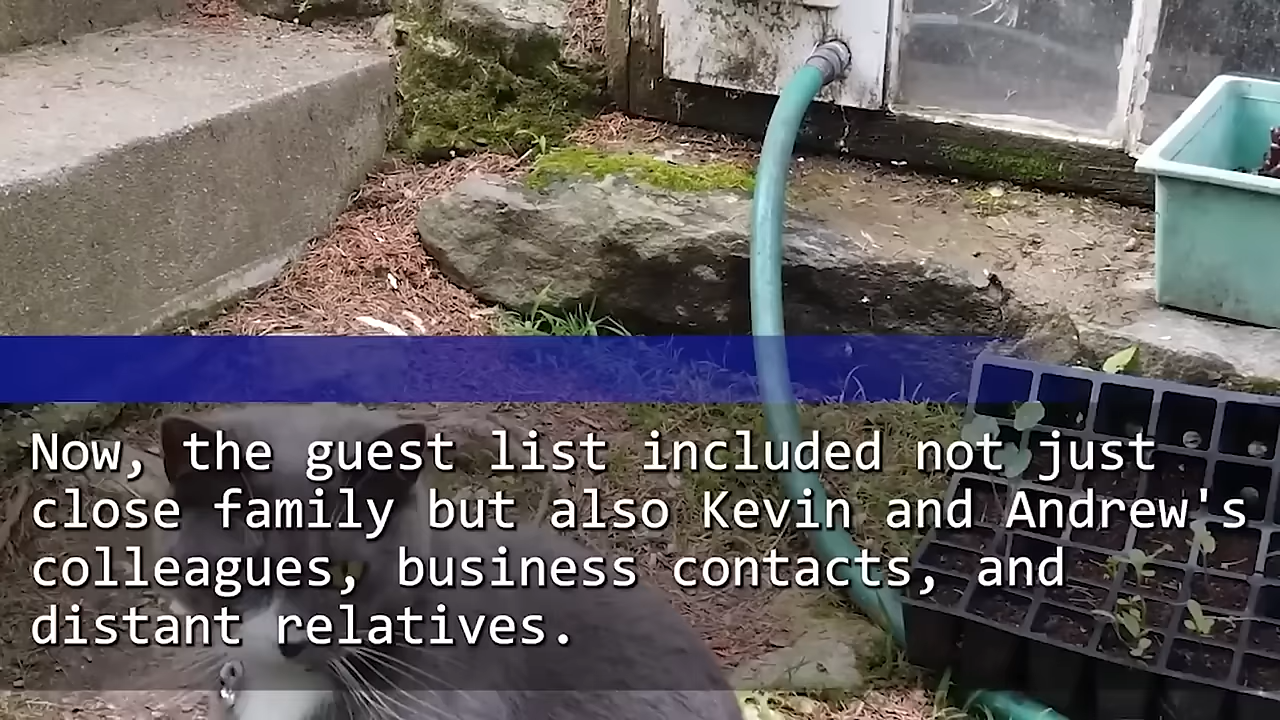 Now, the guest list included not just
close family but also Kevin and Andrew's
colleagues, business contacts, and
distant relatives.